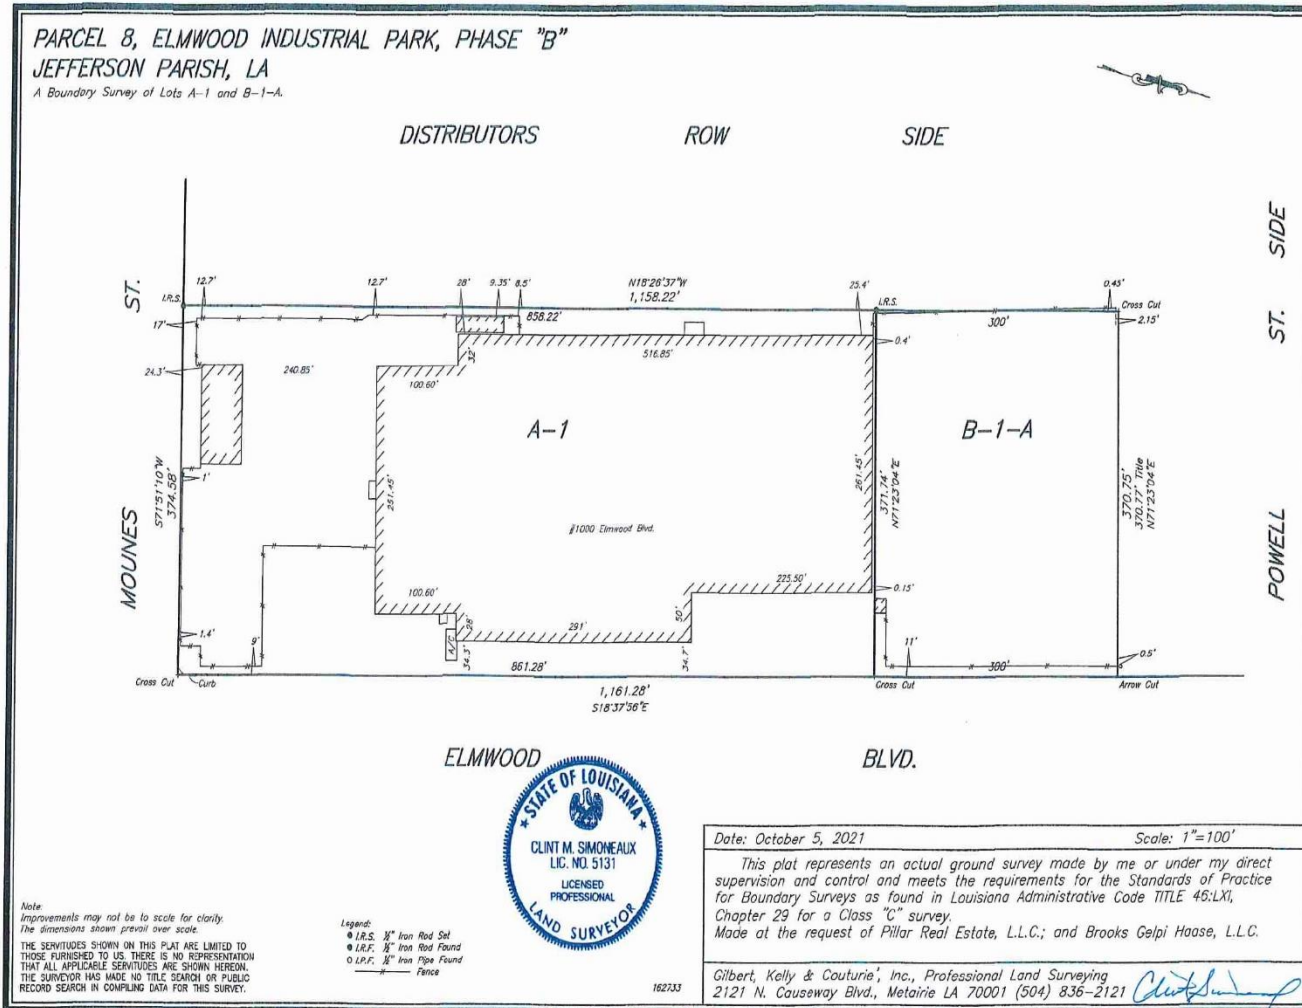 PARCEL 8, ELMWOOD INDUSTRIAL PARK, PHASE "B"
JEFFERSON PARISH, LA
A Boundary Survey of Lots A-1 and B-1-A.
DISTRIBUTORS ROW SIDE
MOUNES ST.
POWELL ST. SIDE
I.R.S.
12.7'
12.7'
28'
9.35'
8.5'
N18°26'37"W
1,158.22'
25.4'
I.R.S.
0.45'
Cross Cut
17'
858.22'
300'
2.15'
24.3'
240.85'
32'
100.60'
516.85'
0.4'
A-1
B-1-A
S71°51'10"W
374.58'
1'
251.45'
261.45'
371.74'
N71°23'04"E
370.75'
370.77' Title
N71°23'04"E
#1000 Elmwood Blvd.
225.50'
0.15'
100.60'
28'
291'
50'
1.4'
9'
A/C
34.3'
34.7'
11'
300'
0.5'
861.28'
Cross Cut
Curb
1,161.28'
S18°37'56"E
Cross Cut
Arrow Cut
ELMWOOD BLVD.
STATE OF LOUISIANA
CLINT M. SIMONEAUX
LIC. NO. 5131
LICENSED
PROFESSIONAL
LAND SURVEYOR
Date: October 5, 2021 Scale: 1"=100'
This plat represents an actual ground survey made by me or under my direct
supervision and control and meets the requirements for the Standards of Practice
for Boundary Surveys as found in Louisiana Administrative Code TITLE 46:LXI,
Chapter 29 for a Class "C" survey.
Made at the request of Pillar Real Estate, L.L.C.; and Brooks Gelpi Haase, L.L.C.
Gilbert, Kelly & Couturie', Inc., Professional Land Surveying
2121 N. Causeway Blvd., Metairie LA 70001 (504) 836-2121
Note:
Improvements may not be to scale for clarity.
The dimensions shown prevail over scale.
THE SERVITUDES SHOWN ON THIS PLAT ARE LIMITED TO
THOSE FURNISHED TO US. THERE IS NO REPRESENTATION
THAT ALL APPLICABLE SERVITUDES ARE SHOWN HEREON.
THE SURVEYOR HAS MADE NO TITLE SEARCH OR PUBLIC
RECORD SEARCH IN COMPILING DATA FOR THIS SURVEY.
Legend:
I.R.S. Iron Rod Set
I.R.F. Iron Rod Found
I.P.F. Iron Pipe Found
Fence
162733